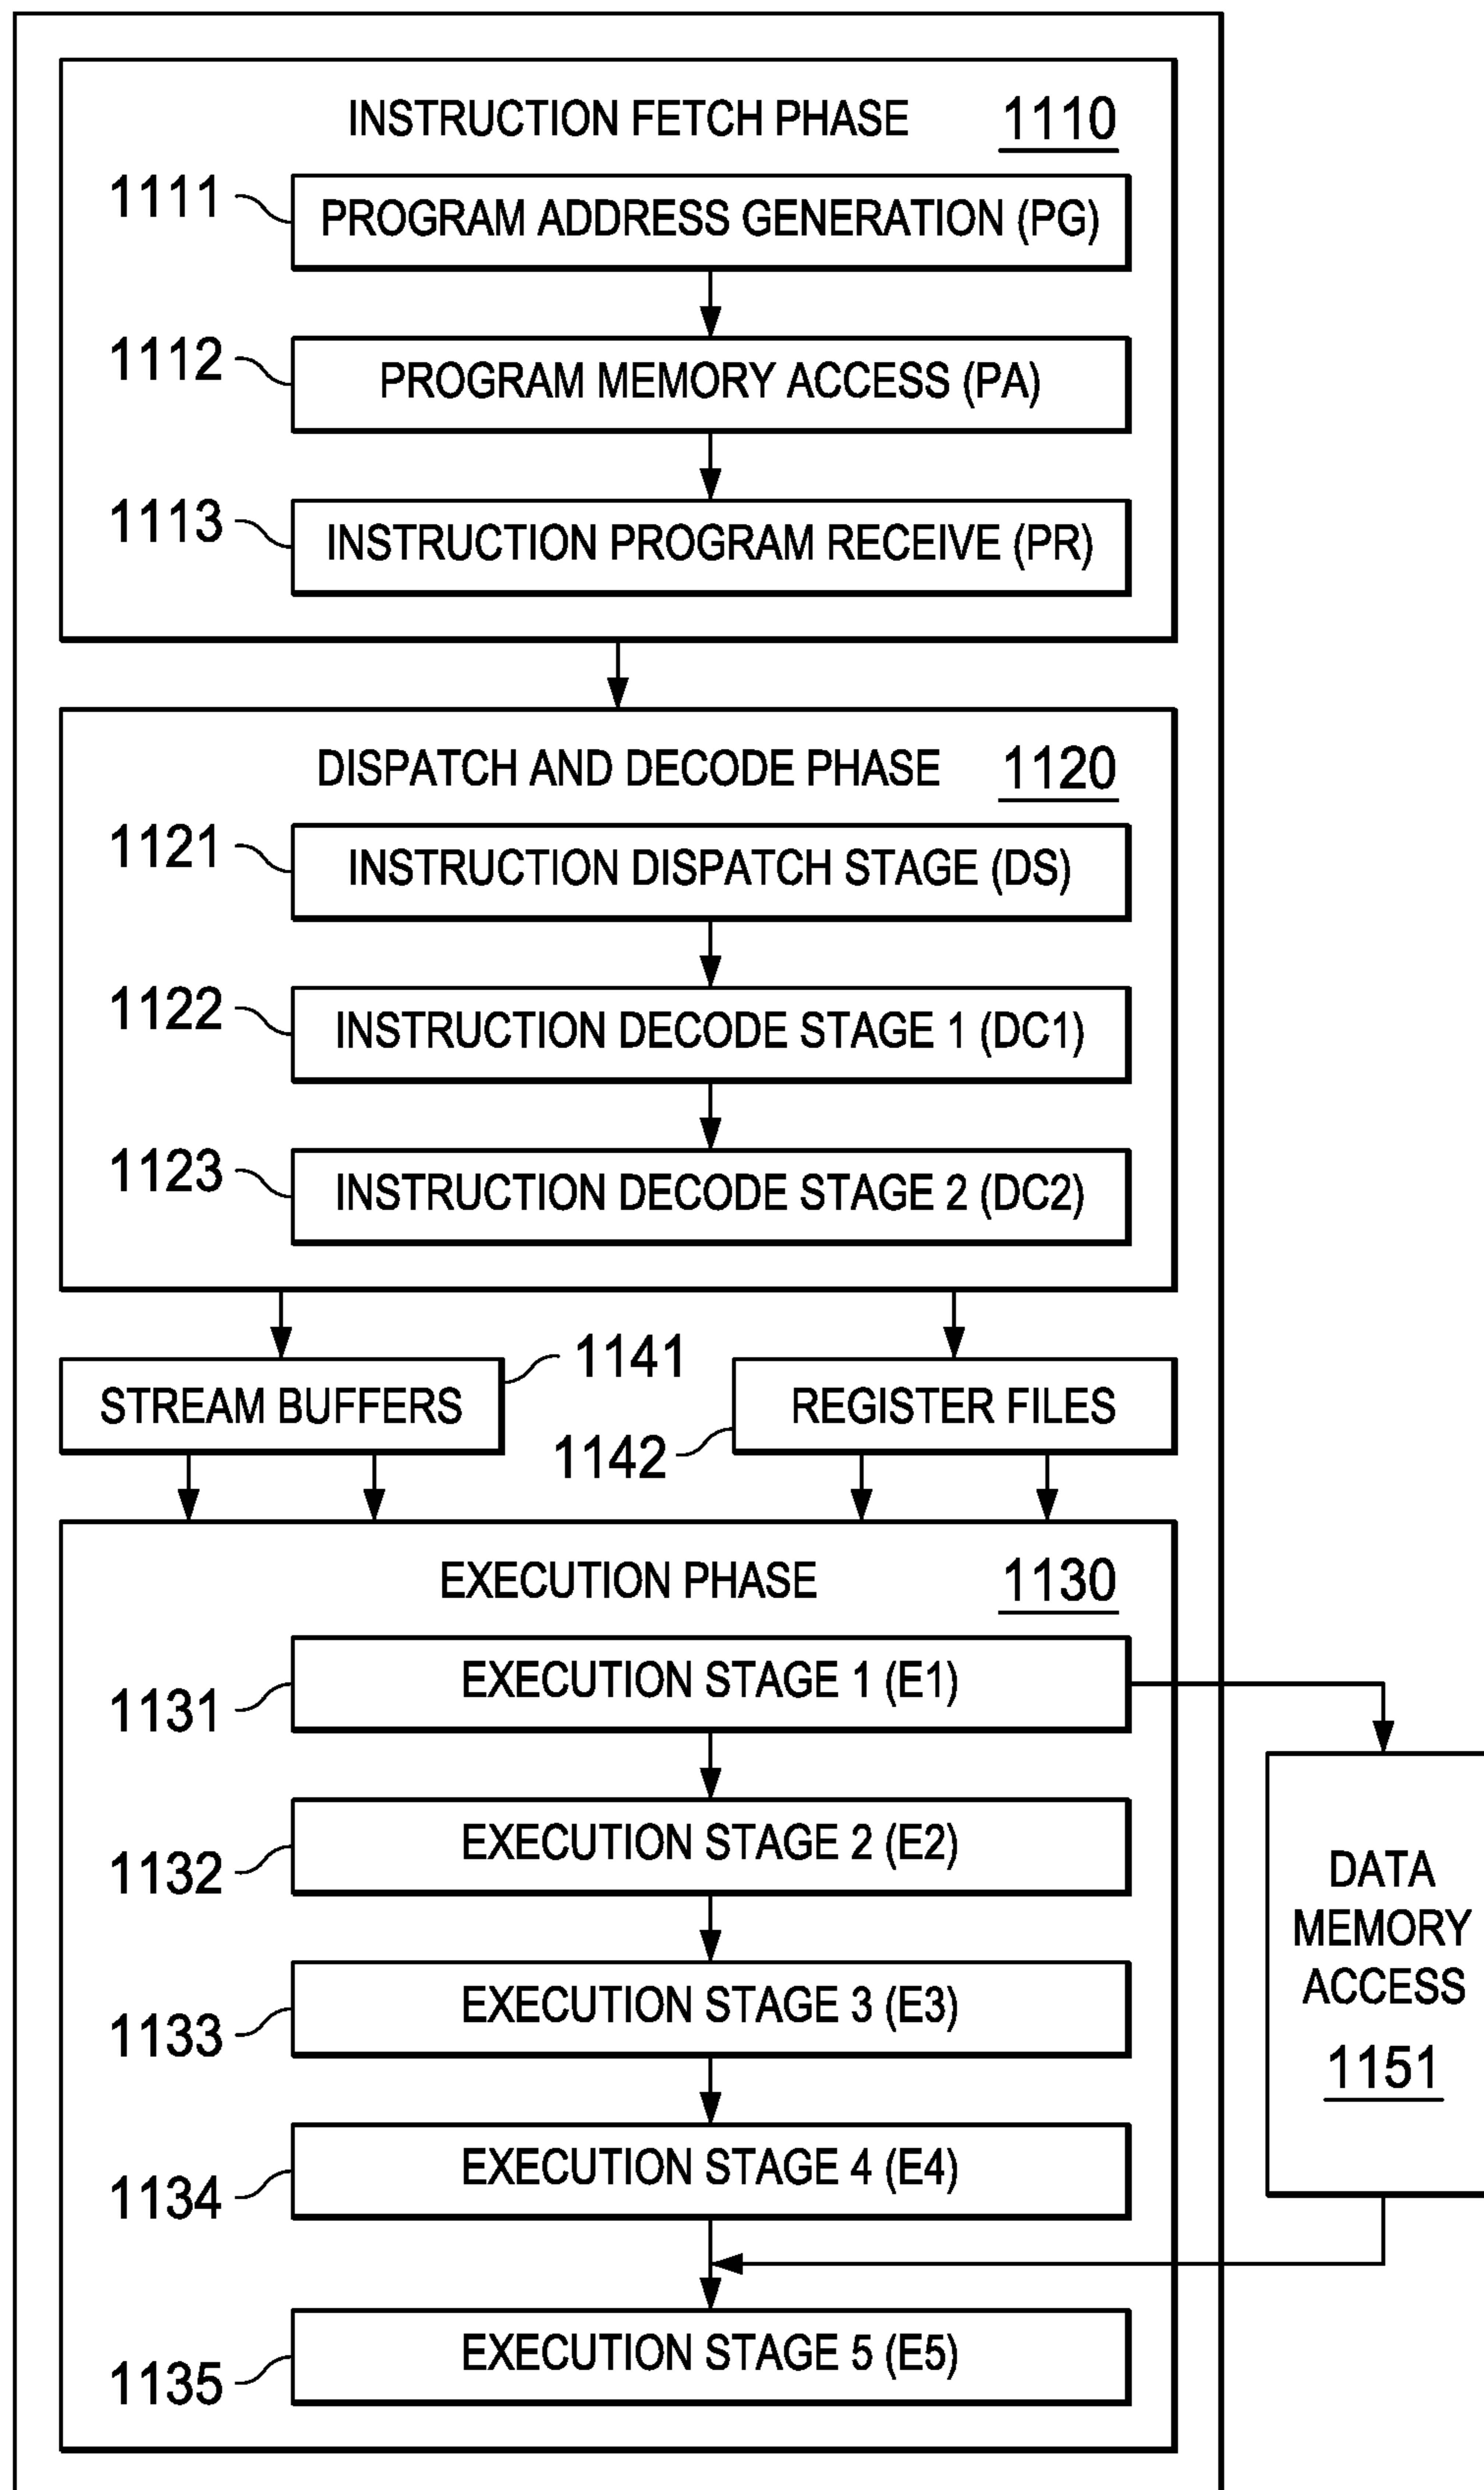 INSTRUCTION FETCH PHASE 1110
1111 PROGRAM ADDRESS GENERATION (PG)
1112 PROGRAM MEMORY ACCESS (PA)
1113 INSTRUCTION PROGRAM RECEIVE (PR)
DISPATCH AND DECODE PHASE 1120
1121 INSTRUCTION DISPATCH STAGE (DS)
1122 INSTRUCTION DECODE STAGE 1 (DC1)
1123 INSTRUCTION DECODE STAGE 2 (DC2)
STREAM BUFFERS
1141
REGISTER FILES
1142
EXECUTION PHASE 1130
1131 EXECUTION STAGE 1 (E1)
1132 EXECUTION STAGE 2 (E2)
1133 EXECUTION STAGE 3 (E3)
1134 EXECUTION STAGE 4 (E4)
1135 EXECUTION STAGE 5 (E5)
DATA
MEMORY
ACCESS
1151